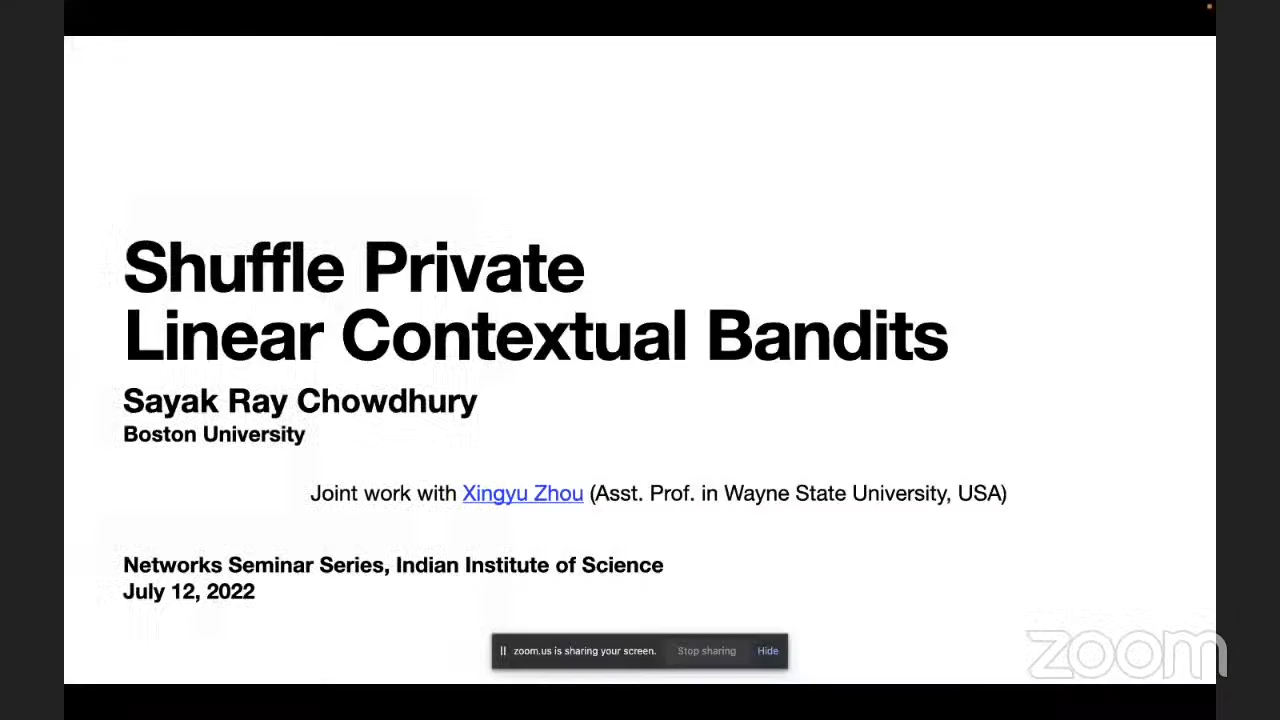 Shuffle Private
Linear Contextual Bandits
Sayak Ray Chowdhury
Boston University
Joint work with Xingyu Zhou (Asst. Prof. in Wayne State University, USA)
Networks Seminar Series, Indian Institute of Science
July 12, 2022
zoom.us is sharing your screen. Stop sharing Hide
zoom